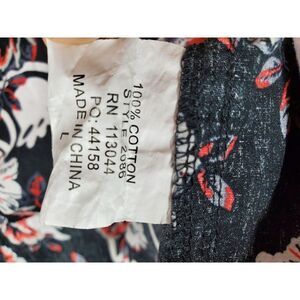 100% COTTON
STYLE 2086
RN 113044
PO: 44158
MADE IN CHINA
L